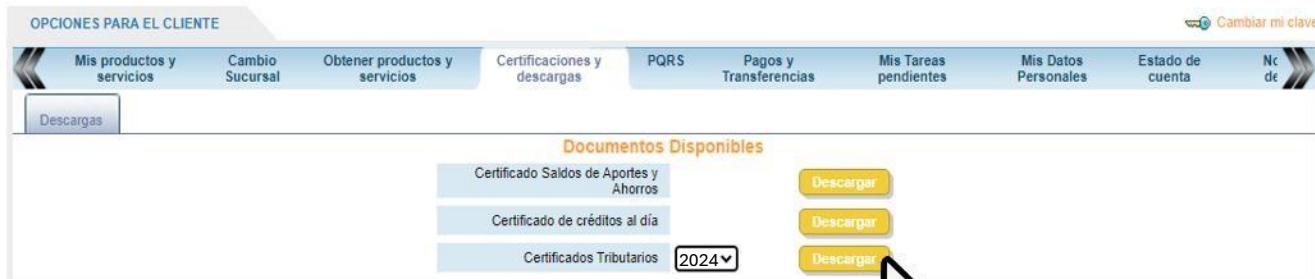 OPCIONES PARA EL CLIENTE
Cambiar mi clave
Mis productos y servicios
Cambio Sucursal
Obtener productos y servicios
Certificaciones y descargas
PQRS
Pagos y Transferencias
Mis Tareas pendientes
Mis Datos Personales
Estado de cuenta
Descargas
Documentos Disponibles
Certificado Saldos de Aportes y Ahorros
Descargar
Certificado de créditos al día
Descargar
Certificados Tributarios
2024
Descargar